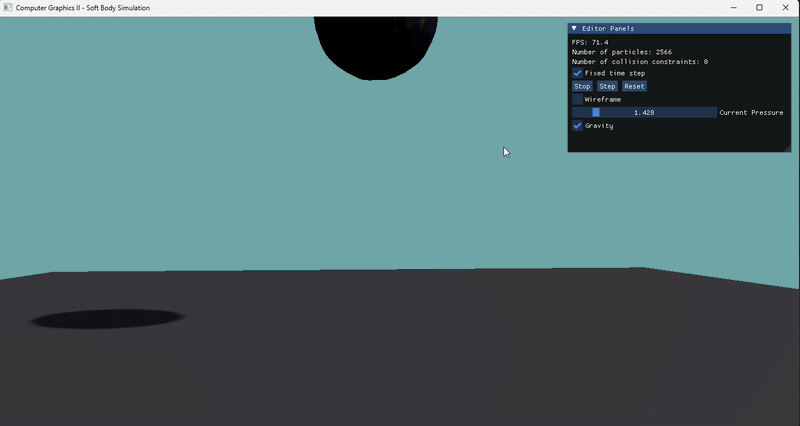 Computer Graphics II - Soft Body Simulation
Editor Panels
FPS: 71.4
Number of particles: 2566
Number of collision constraints: 0
Fixed time step
Stop Step Reset
Wireframe
1.428 Current Pressure
Gravity